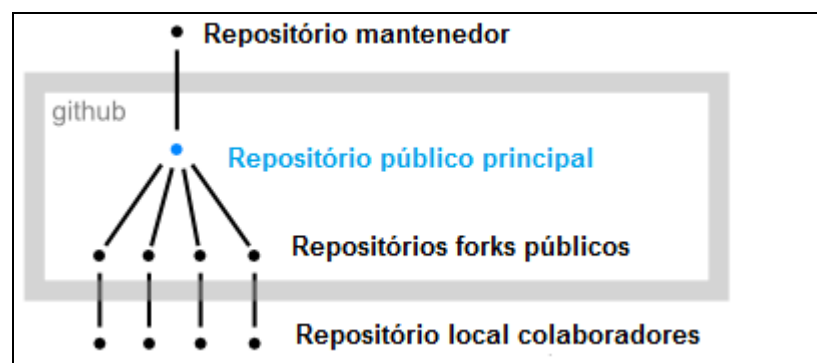 Repositório mantenedor
github
Repositório público principal
Repositórios forks públicos
Repositório local colaboradores